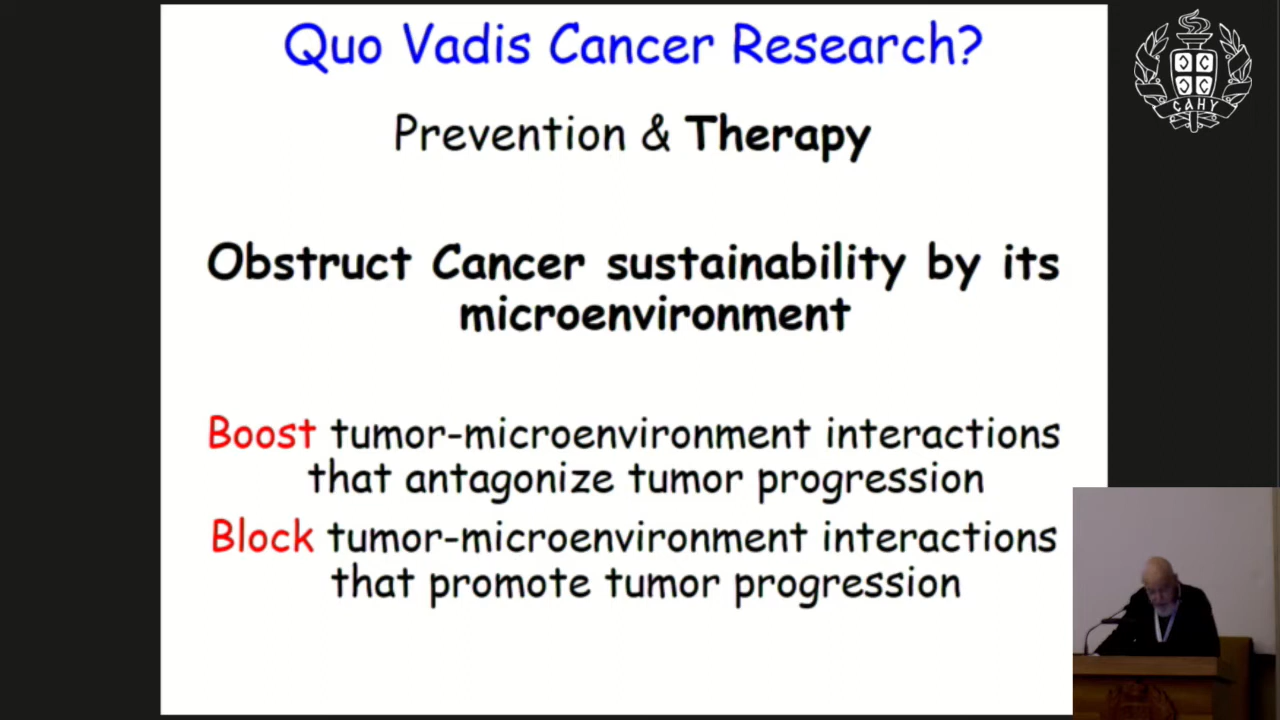 Quo Vadis Cancer Research?
Prevention & Therapy
Obstruct Cancer sustainability by its
microenvironment
Boost tumor-microenvironment interactions
that antagonize tumor progression
Block tumor-microenvironment interactions
that promote tumor progression
САНУ